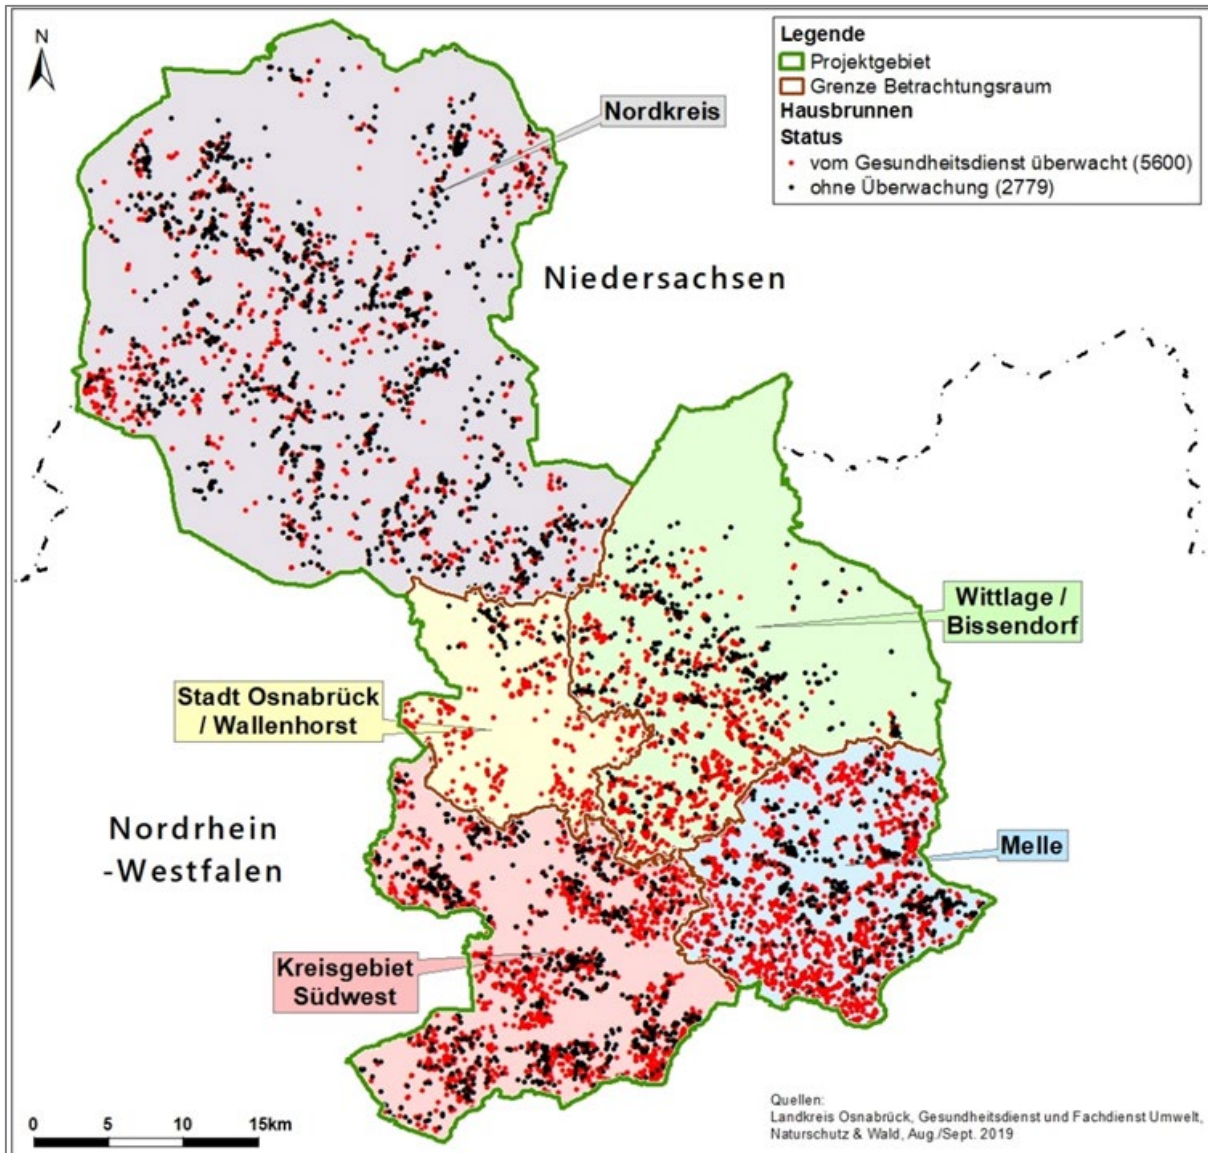 N
Legende
Projektgebiet
Grenze Betrachtungsraum
Hausbrunnen
Status
vom Gesundheitsdienst überwacht (5600)
ohne Überwachung (2779)
Nordkreis
Niedersachsen
Wittlage /
Bissendorf
Stadt Osnabrück
/ Wallenhorst
Nordrhein
-Westfalen
Melle
Kreisgebiet
Südwest
0 5 10 15km
Quellen:
Landkreis Osnabrück, Gesundheitsdienst und Fachdienst Umwelt,
Naturschutz & Wald, Aug./Sept. 2019